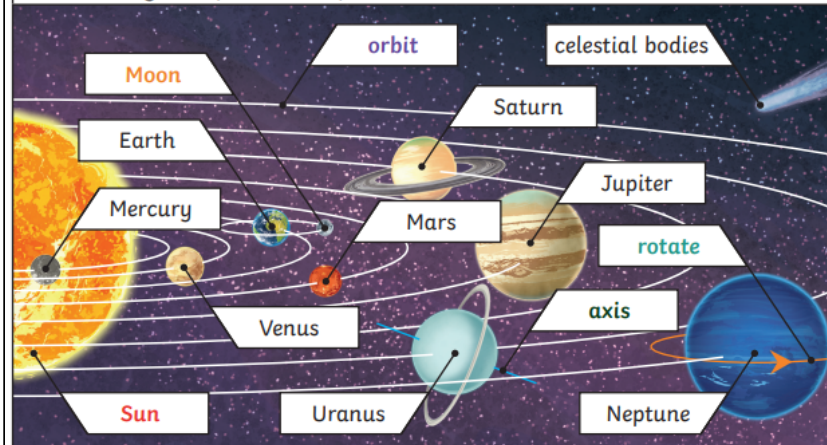 orbit
celestial bodies
Moon
Saturn
Earth
Jupiter
Mercury
Mars
rotate
axis
Venus
Sun
Uranus
Neptune